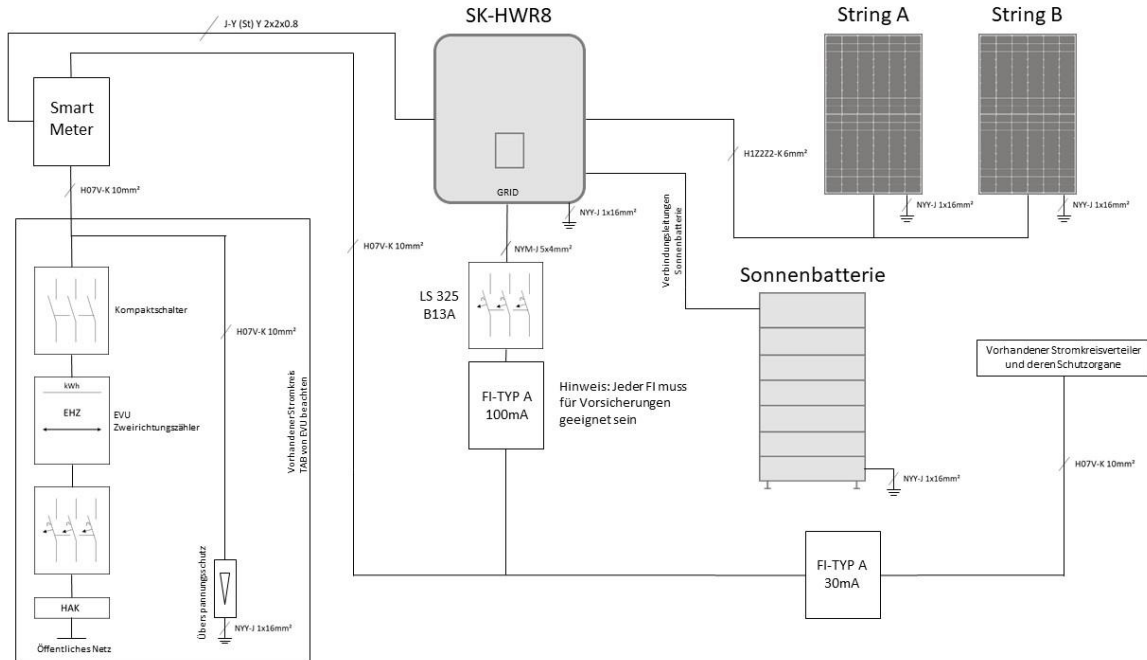 SK-HWR8
String A
String B
J-Y (St) Y 2x2x0.8
Smart
Meter
H07V-K 10mm²
GRID
NYY-J 1x16mm²
H1Z2Z2-K 6mm²
NYY-J 1x16mm²
NYY-J 1x16mm²
Verbindungsleitungen
Sonnenbatterie
H07V-K 10mm²
NYM-J 5x4mm²
LS 325
B13A
Sonnenbatterie
Kompaktschalter
H07V-K 10mm²
Vorhandener Stromkreisverteiler
und deren Schutzorgane
FI-TYP A
100mA
Hinweis: Jeder FI muss
für Vorsicherungen
geeignet sein
kWh
EHZ
EVU
Zweirichtungszähler
Vorhandener Stromkreis
TAB von EVU beachten
NYY-J 1x16mm²
H07V-K 10mm²
FI-TYP A
30mA
Überspannungsschutz
HAK
NYY-J 1x16mm²
Öffentliches Netz